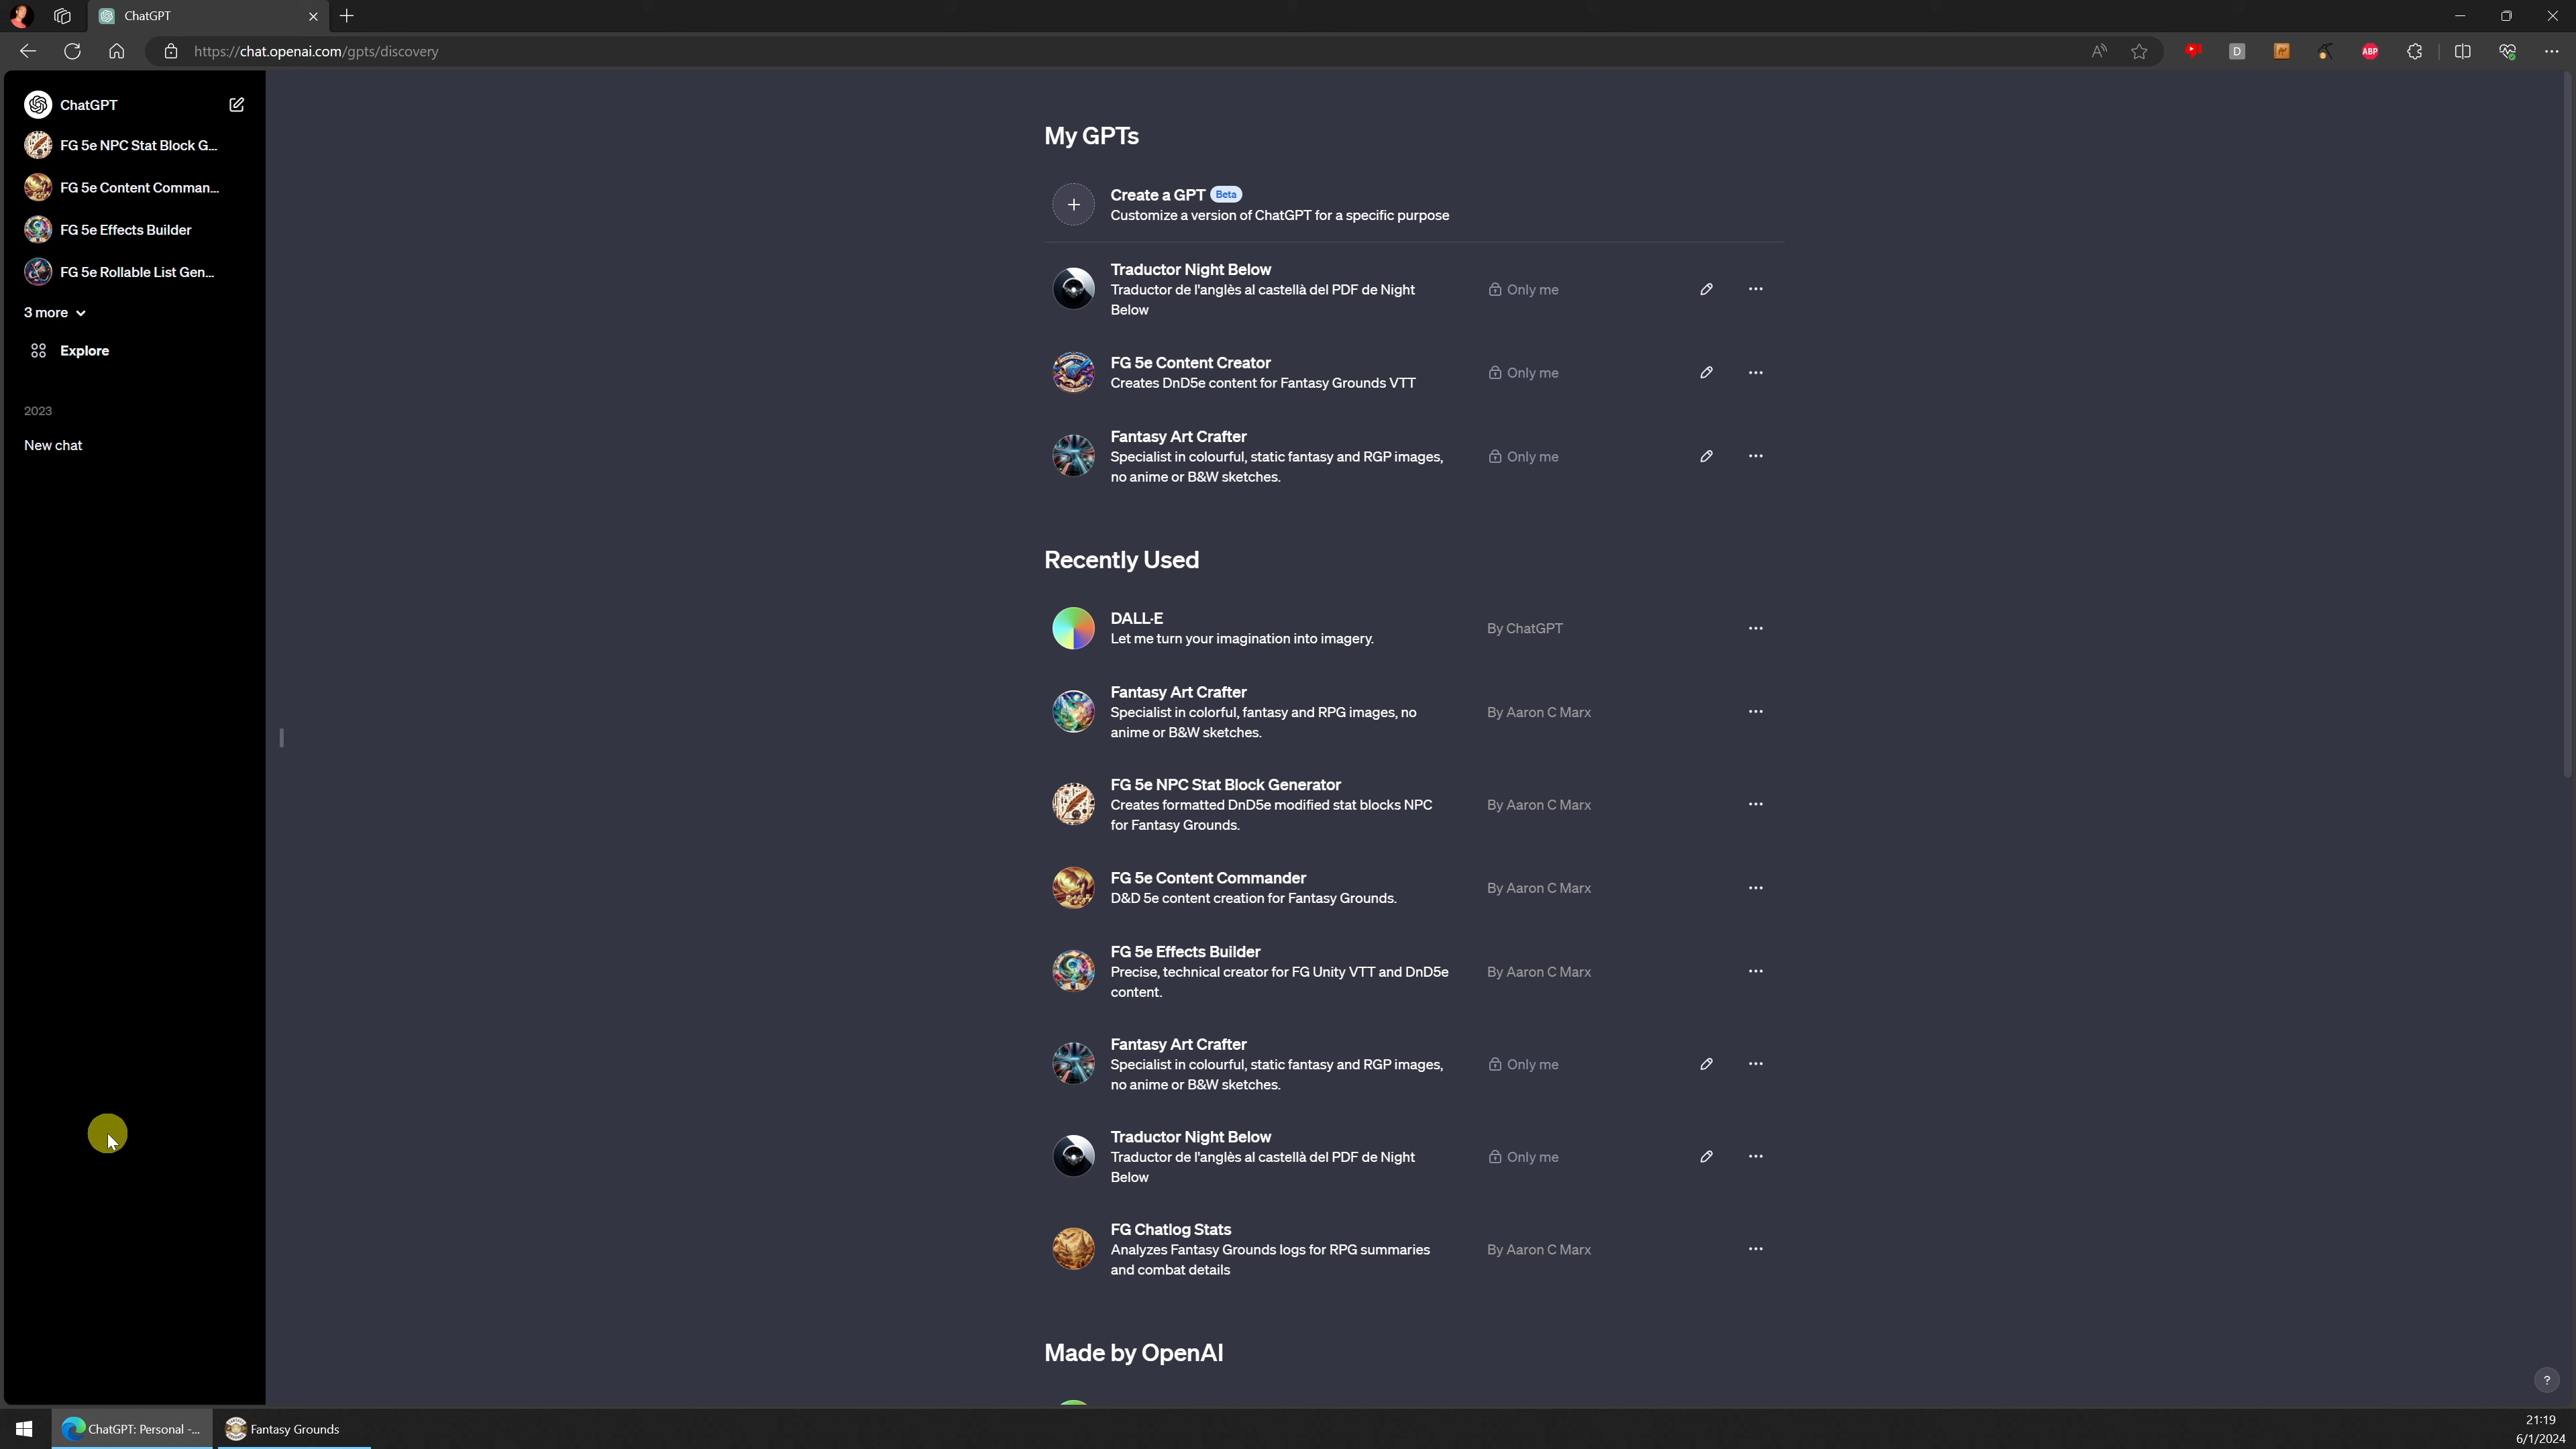 ChatGPT
https://chat.openai.com/gpts/discovery
D
ABP
ChatGPT
FG 5e NPC Stat Block G...
FG 5e Content Comman...
FG 5e Effects Builder
FG 5e Rollable List Gen...
3 more
Explore
2023
New chat
My GPTs
Create a GPT Beta
Customize a version of ChatGPT for a specific purpose
Traductor Night Below
Traductor de l'anglès al castellà del PDF de Night
Below
Only me
FG 5e Content Creator
Creates DnD5e content for Fantasy Grounds VTT
Only me
Fantasy Art Crafter
Specialist in colourful, static fantasy and RGP images,
no anime or B&W sketches.
Only me
Recently Used
DALL·E
Let me turn your imagination into imagery.
By ChatGPT
Fantasy Art Crafter
Specialist in colorful, fantasy and RPG images, no
anime or B&W sketches.
By Aaron C Marx
FG 5e NPC Stat Block Generator
Creates formatted DnD5e modified stat blocks NPC
for Fantasy Grounds.
By Aaron C Marx
FG 5e Content Commander
D&D 5e content creation for Fantasy Grounds.
By Aaron C Marx
FG 5e Effects Builder
Precise, technical creator for FG Unity VTT and DnD5e
content.
By Aaron C Marx
Fantasy Art Crafter
Specialist in colourful, static fantasy and RGP images,
no anime or B&W sketches.
Only me
Traductor Night Below
Traductor de l'anglès al castellà del PDF de Night
Below
Only me
FG Chatlog Stats
Analyzes Fantasy Grounds logs for RPG summaries
and combat details
By Aaron C Marx
Made by OpenAI
?
ChatGPT: Personal -...
Fantasy Grounds
21:19
6/1/2024